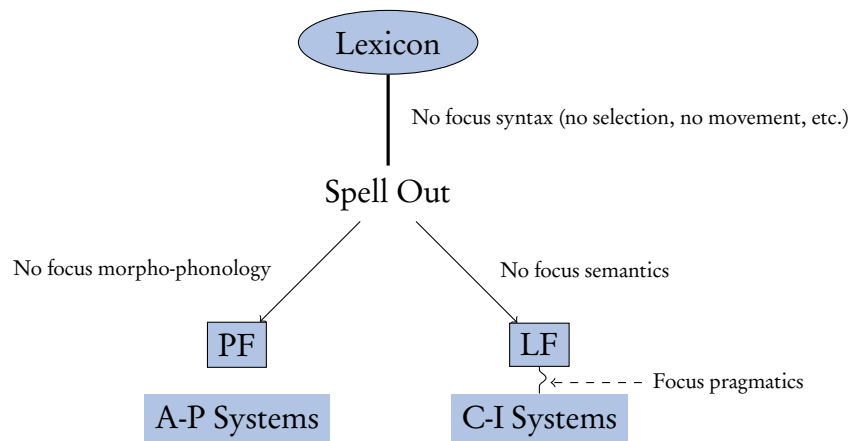 Lexicon
No focus syntax (no selection, no movement, etc.)
Spell Out
No focus morpho-phonology
No focus semantics
PF
LF
Focus pragmatics
A-P Systems
C-I Systems